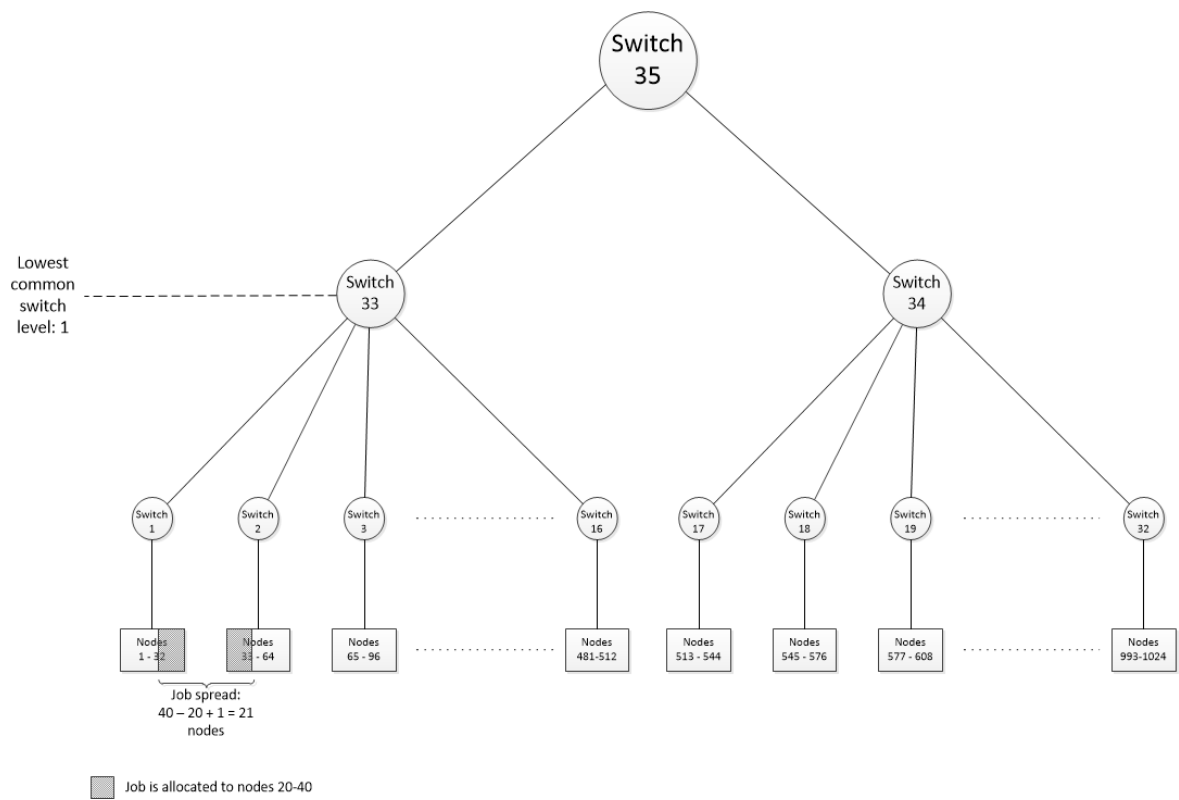 Switch
35
Lowest
common
switch
level: 1
Switch
33
Switch
34
Switch
1
Switch
2
Switch
3
Switch
16
Switch
17
Switch
18
Switch
19
Switch
32
Nodes
1 - 32
Nodes
33 - 64
Nodes
65 - 96
Nodes
481-512
Nodes
513 - 544
Nodes
545 - 576
Nodes
577 - 608
Nodes
993-1024
Job spread:
40 – 20 + 1 = 21
nodes
Job is allocated to nodes 20-40